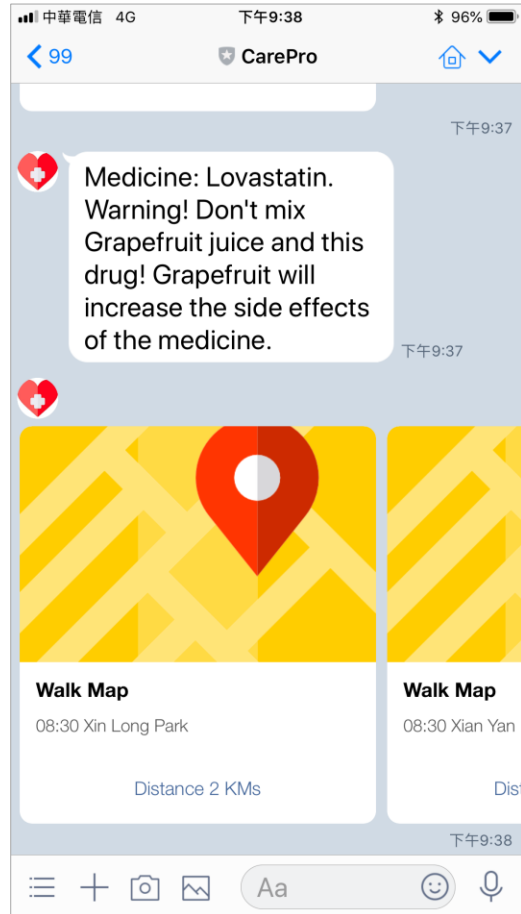 中華電信 4G 下午9:38 96%
99 CarePro
下午9:37
Medicine: Lovastatin.
Warning! Don't mix
Grapefruit juice and this
drug! Grapefruit will
increase the side effects
of the medicine.
下午9:37
Walk Map
08:30 Xin Long Park
Distance 2 KMs
Walk Map
08:30 Xian Yan
Dist
下午9:38
Aa